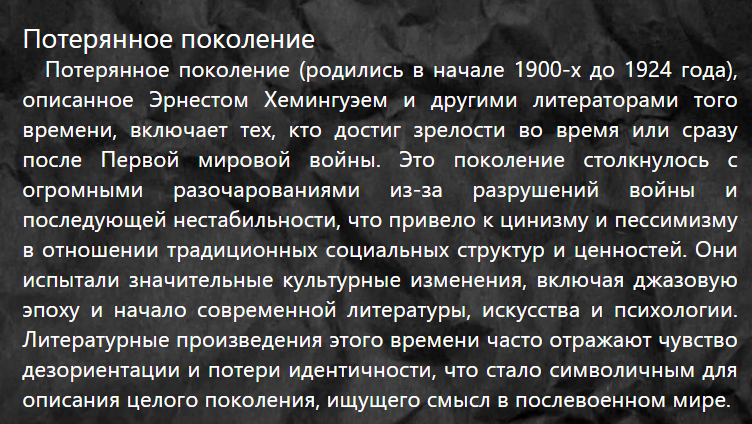 Потерянное поколение
Потерянное поколение (родились в начале 1900-х до 1924 года),
описанное Эрнестом Хемингуэем и другими литераторами того
времени, включает тех, кто достиг зрелости во время или сразу
после Первой мировой войны. Это поколение столкнулось с
огромными разочарованиями из-за разрушений войны и
последующей нестабильности, что привело к цинизму и пессимизму
в отношении традиционных социальных структур и ценностей. Они
испытали значительные культурные изменения, включая джазовую
эпоху и начало современной литературы, искусства и психологии.
Литературные произведения этого времени часто отражают чувство
дезориентации и потери идентичности, что стало символичным для
описания целого поколения, ищущего смысл в послевоенном мире.